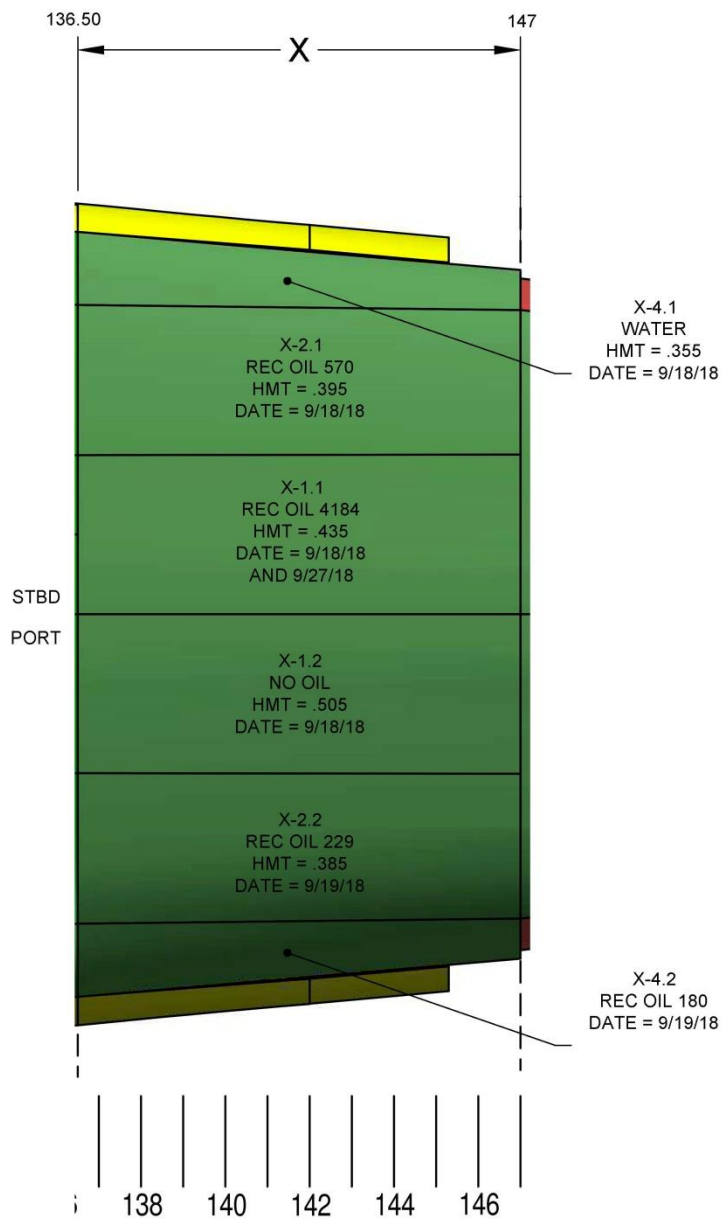 136.50
147
X
X-4.1
WATER
HMT = .355
DATE = 9/18/18
X-2.1
REC OIL 570
HMT = .395
DATE = 9/18/18
X-1.1
REC OIL 4184
HMT = .435
DATE = 9/18/18
AND 9/27/18
STBD
PORT
X-1.2
NO OIL
HMT = .505
DATE = 9/18/18
X-2.2
REC OIL 229
HMT = .385
DATE = 9/19/18
X-4.2
REC OIL 180
DATE = 9/19/18
138 140 142 144 146